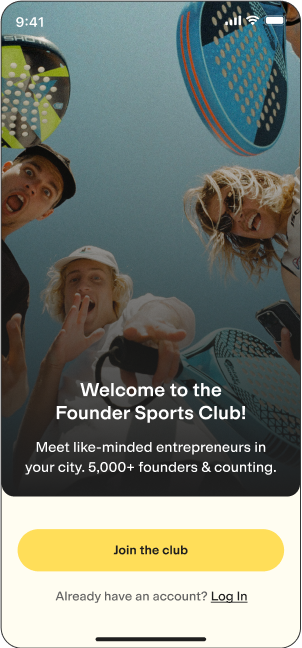 9:41
Welcome to the
Founder Sports Club!
Meet like-minded entrepreneurs in
your city. 5,000+ founders & counting.
Join the club
Already have an account? Log In